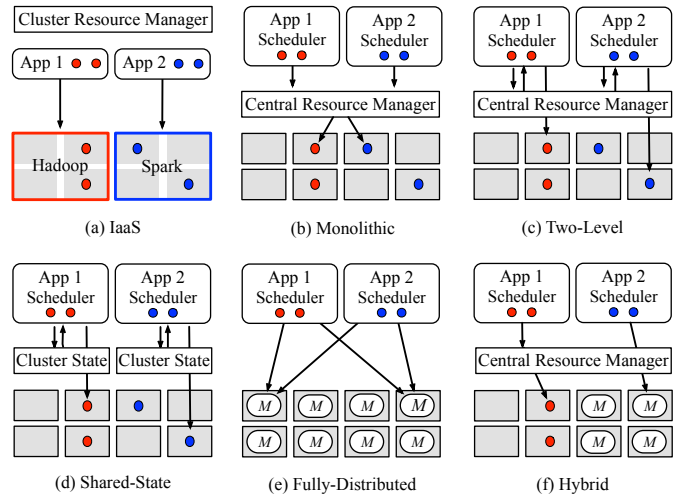 Cluster Resource Manager
App 1
App 2
Hadoop
Spark
(a) IaaS
App 1
Scheduler
App 2
Scheduler
Central Resource Manager
(b) Monolithic
App 1
Scheduler
App 2
Scheduler
Central Resource Manager
(c) Two-Level
App 1
Scheduler
App 2
Scheduler
Cluster State
Cluster State
(d) Shared-State
App 1
Scheduler
App 2
Scheduler
M
M
M
M
M
M
M
M
(e) Fully-Distributed
App 1
Scheduler
App 2
Scheduler
Central Resource Manager
M
M
M
M
(f) Hybrid